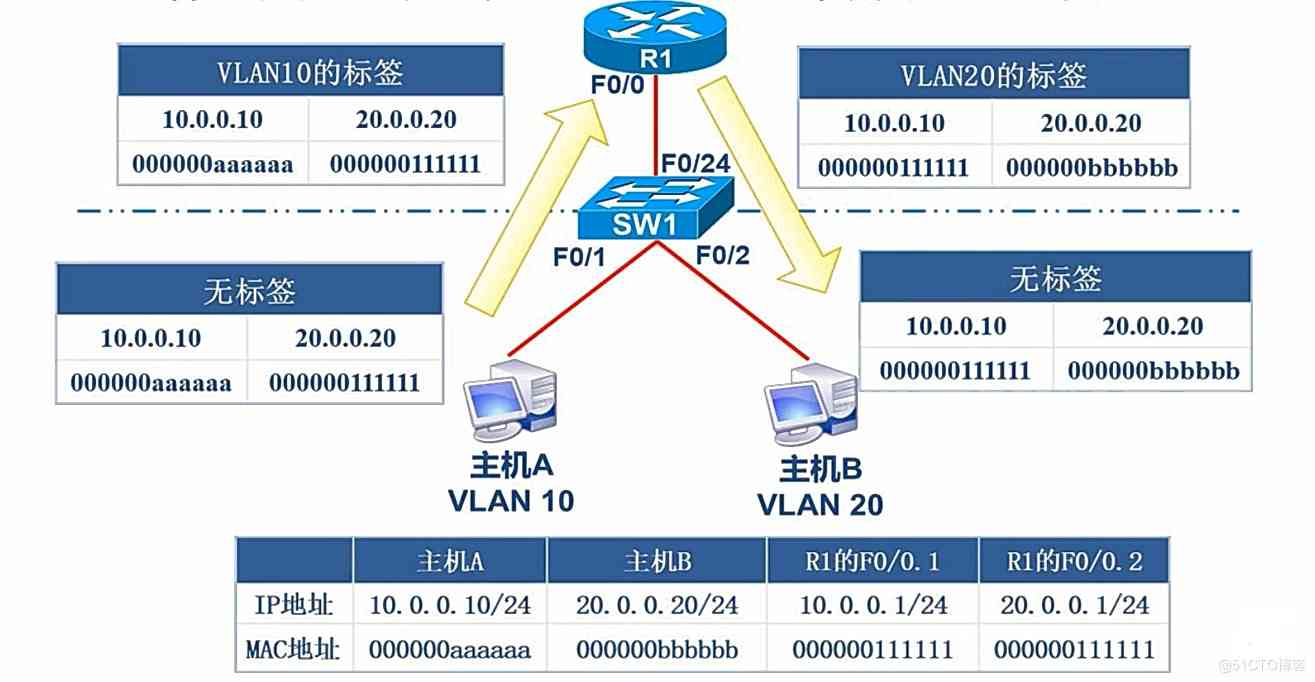 R1
F0/0
VLAN10的标签
10.0.0.10 20.0.0.20
000000aaaaaa 000000111111
VLAN20的标签
10.0.0.10 20.0.0.20
000000111111 000000bbbbbb
F0/24
SW1
F0/1 F0/2
无标签
10.0.0.10 20.0.0.20
000000aaaaaa 000000111111
无标签
10.0.0.10 20.0.0.20
000000111111 000000bbbbbb
主机A
VLAN 10
主机B
VLAN 20
主机A 主机B R1的F0/0.1 R1的F0/0.2
IP地址 10.0.0.10/24 20.0.0.20/24 10.0.0.1/24 20.0.0.1/24
MAC地址 000000aaaaaa 000000bbbbbb 000000111111 000000111111
@51CTO博客